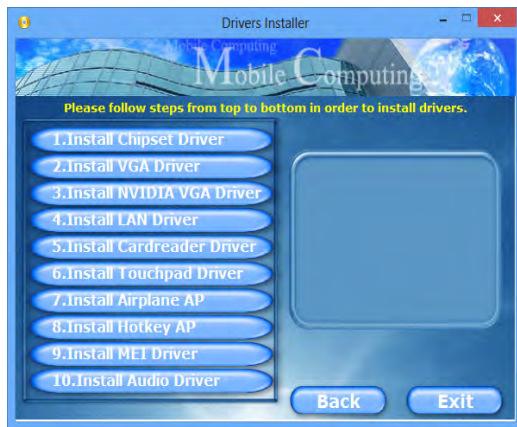 Drivers Installer
Mobile Computing
Mobile Computing
Please follow steps from top to bottom in order to install drivers.
1.Install Chipset Driver
2.Install VGA Driver
3.Install NVIDIA VGA Driver
4.Install LAN Driver
5.Install Cardreader Driver
6.Install Touchpad Driver
7.Install Airplane AP
8.Install Hotkey AP
9.Install MEI Driver
10.Install Audio Driver
Back
Exit